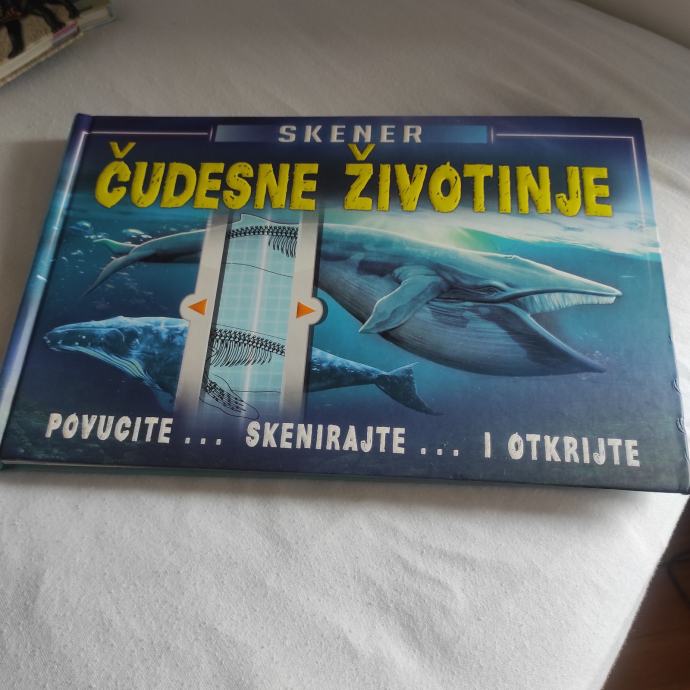 SKENER
ČUDESNE ŽIVOTINJE
POVUCITE... SKENIRAJTE... I OTKRIJTE